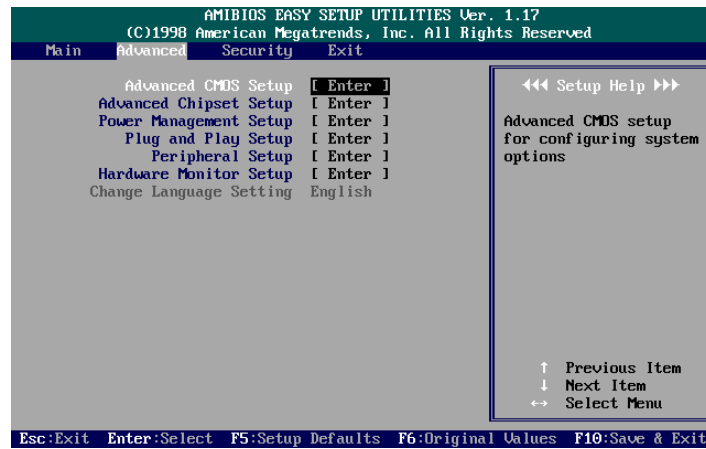 AMIBIOS EASY SETUP UTILITIES Ver. 1.17
(C)1998 American Megatrends, Inc. All Rights Reserved
Main Advanced Security Exit
Advanced CMOS Setup [ Enter ]
Advanced Chipset Setup [ Enter ]
Power Management Setup [ Enter ]
Plug and Play Setup [ Enter ]
Peripheral Setup [ Enter ]
Hardware Monitor Setup [ Enter ]
Change Language Setting English
◄◄◄ Setup Help ►►►
Advanced CMOS setup
for configuring system
options
↑ Previous Item
↓ Next Item
↔ Select Menu
Esc:Exit Enter:Select F5:Setup Defaults F6:Original Values F10:Save & Exit